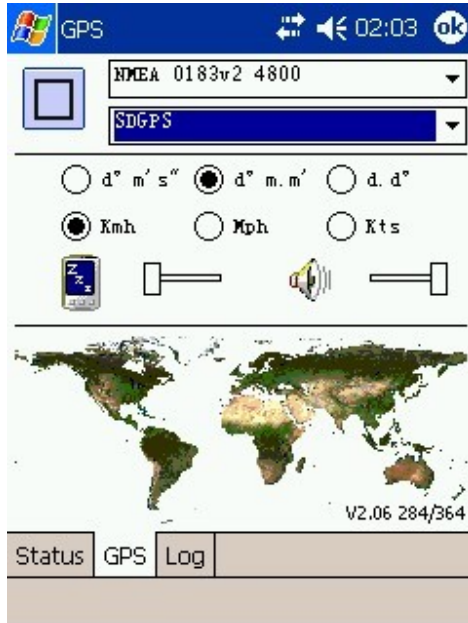 GPS 02:03 ok
NMEA 0183v2 4800
SDGPS
d° m′ s″ d° m.m′ d.d°
Kmh Mph Kts
Z z z
V2.06 284/364
Status GPS Log